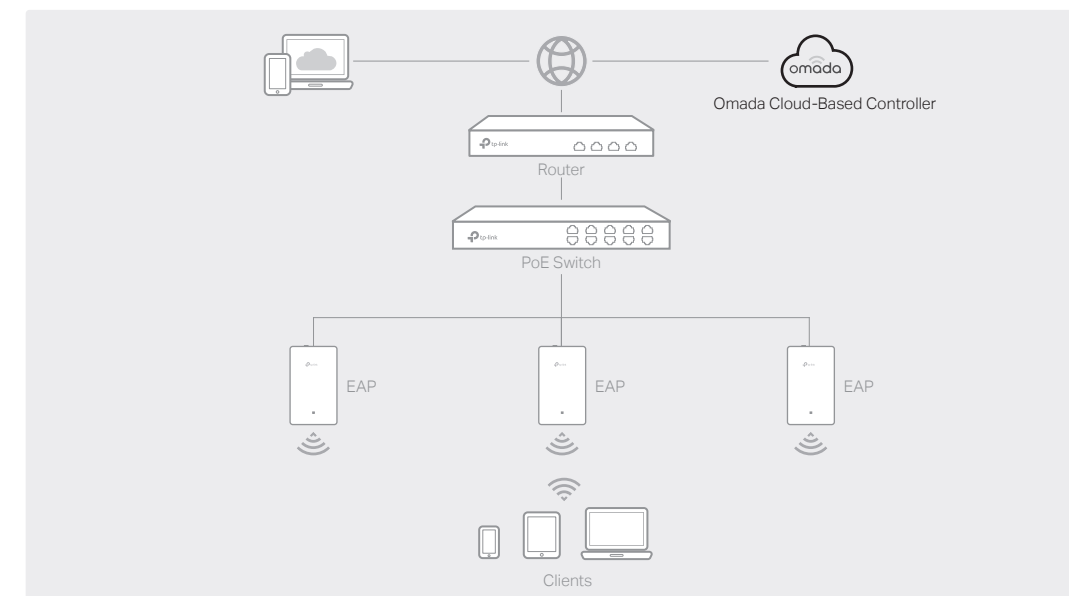 omada
Omada Cloud-Based Controller
tp-link
Router
tp-link
PoE Switch
EAP
EAP
EAP
Clients